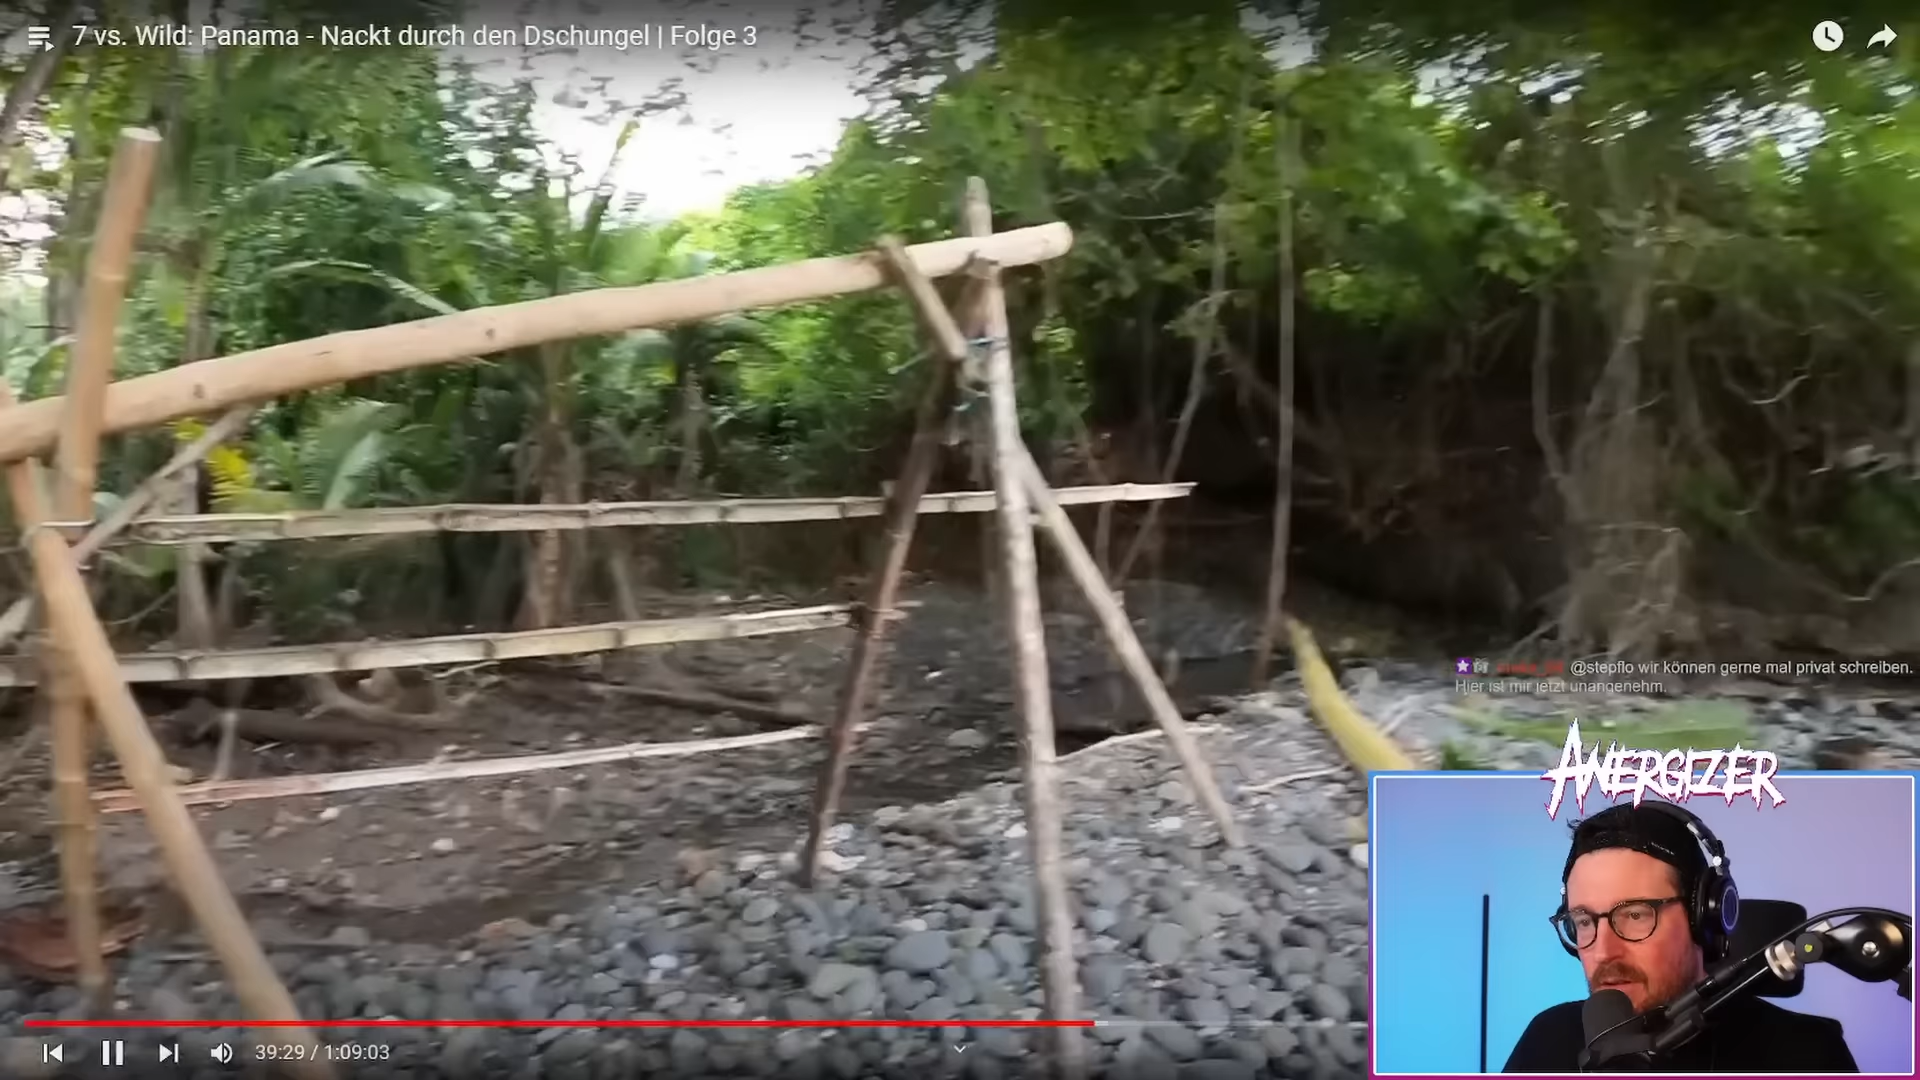 7 vs. Wild: Panama - Nackt durch den Dschungel | Folge 3
@stepflo wir können gerne mal privat schreiben.
Hier ist mir jetzt unangenehm.
AWERGIZER
39:29 / 1:09:03